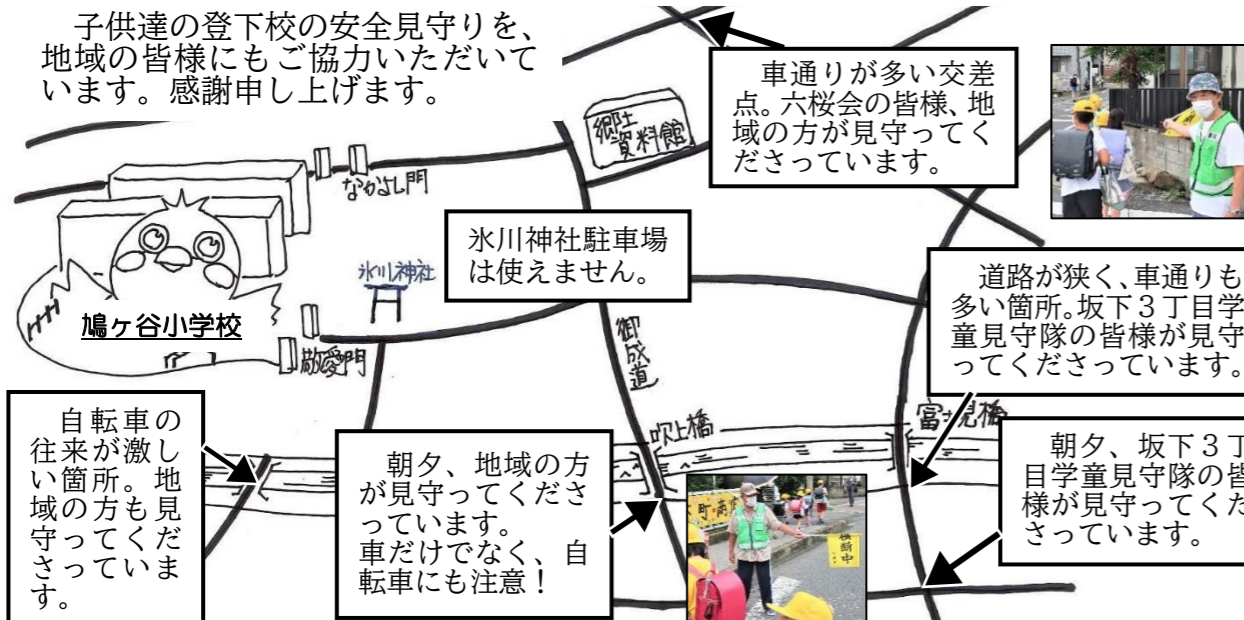 子供達の登下校の安全見守りを、
地域の皆様にもご協力いただいて
います。感謝申し上げます。
車通りが多い交差
点。六桜会の皆様、地
域の方が見守ってく
ださっています。
郷土
資料館
なかよし門
氷川神社駐車場
は使えません。
氷川神社
道路が狭く、車通りも
多い箇所。坂下3丁目学
童見守隊の皆様が見守
ってくださっています。
鳩ヶ谷小学校
敬愛門
御成道
自転車の
往来が激し
い箇所。地
域の方も見
守ってくだ
さっていま
す。
朝夕、地域の方
が見守ってくださ
っています。
車だけでなく、自
転車にも注意！
吹上橋
富士見橋
朝夕、坂下3丁
目学童見守隊の皆
様が見守ってくだ
さっています。
横断中